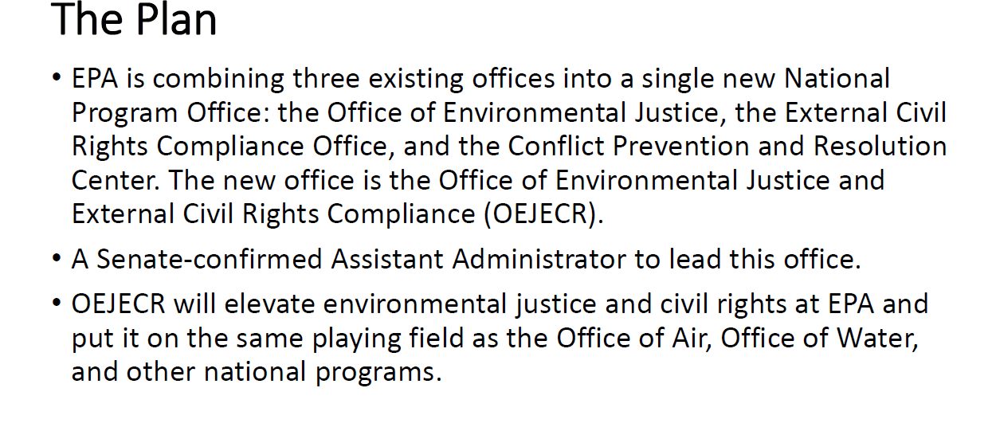 The Plan
• EPA is combining three existing offices into a single new National
Program Office: the Office of Environmental Justice, the External Civil
Rights Compliance Office, and the Conflict Prevention and Resolution
Center. The new office is the Office of Environmental Justice and
External Civil Rights Compliance (OEJECR).
• A Senate-confirmed Assistant Administrator to lead this office.
• OEJECR will elevate environmental justice and civil rights at EPA and
put it on the same playing field as the Office of Air, Office of Water,
and other national programs.